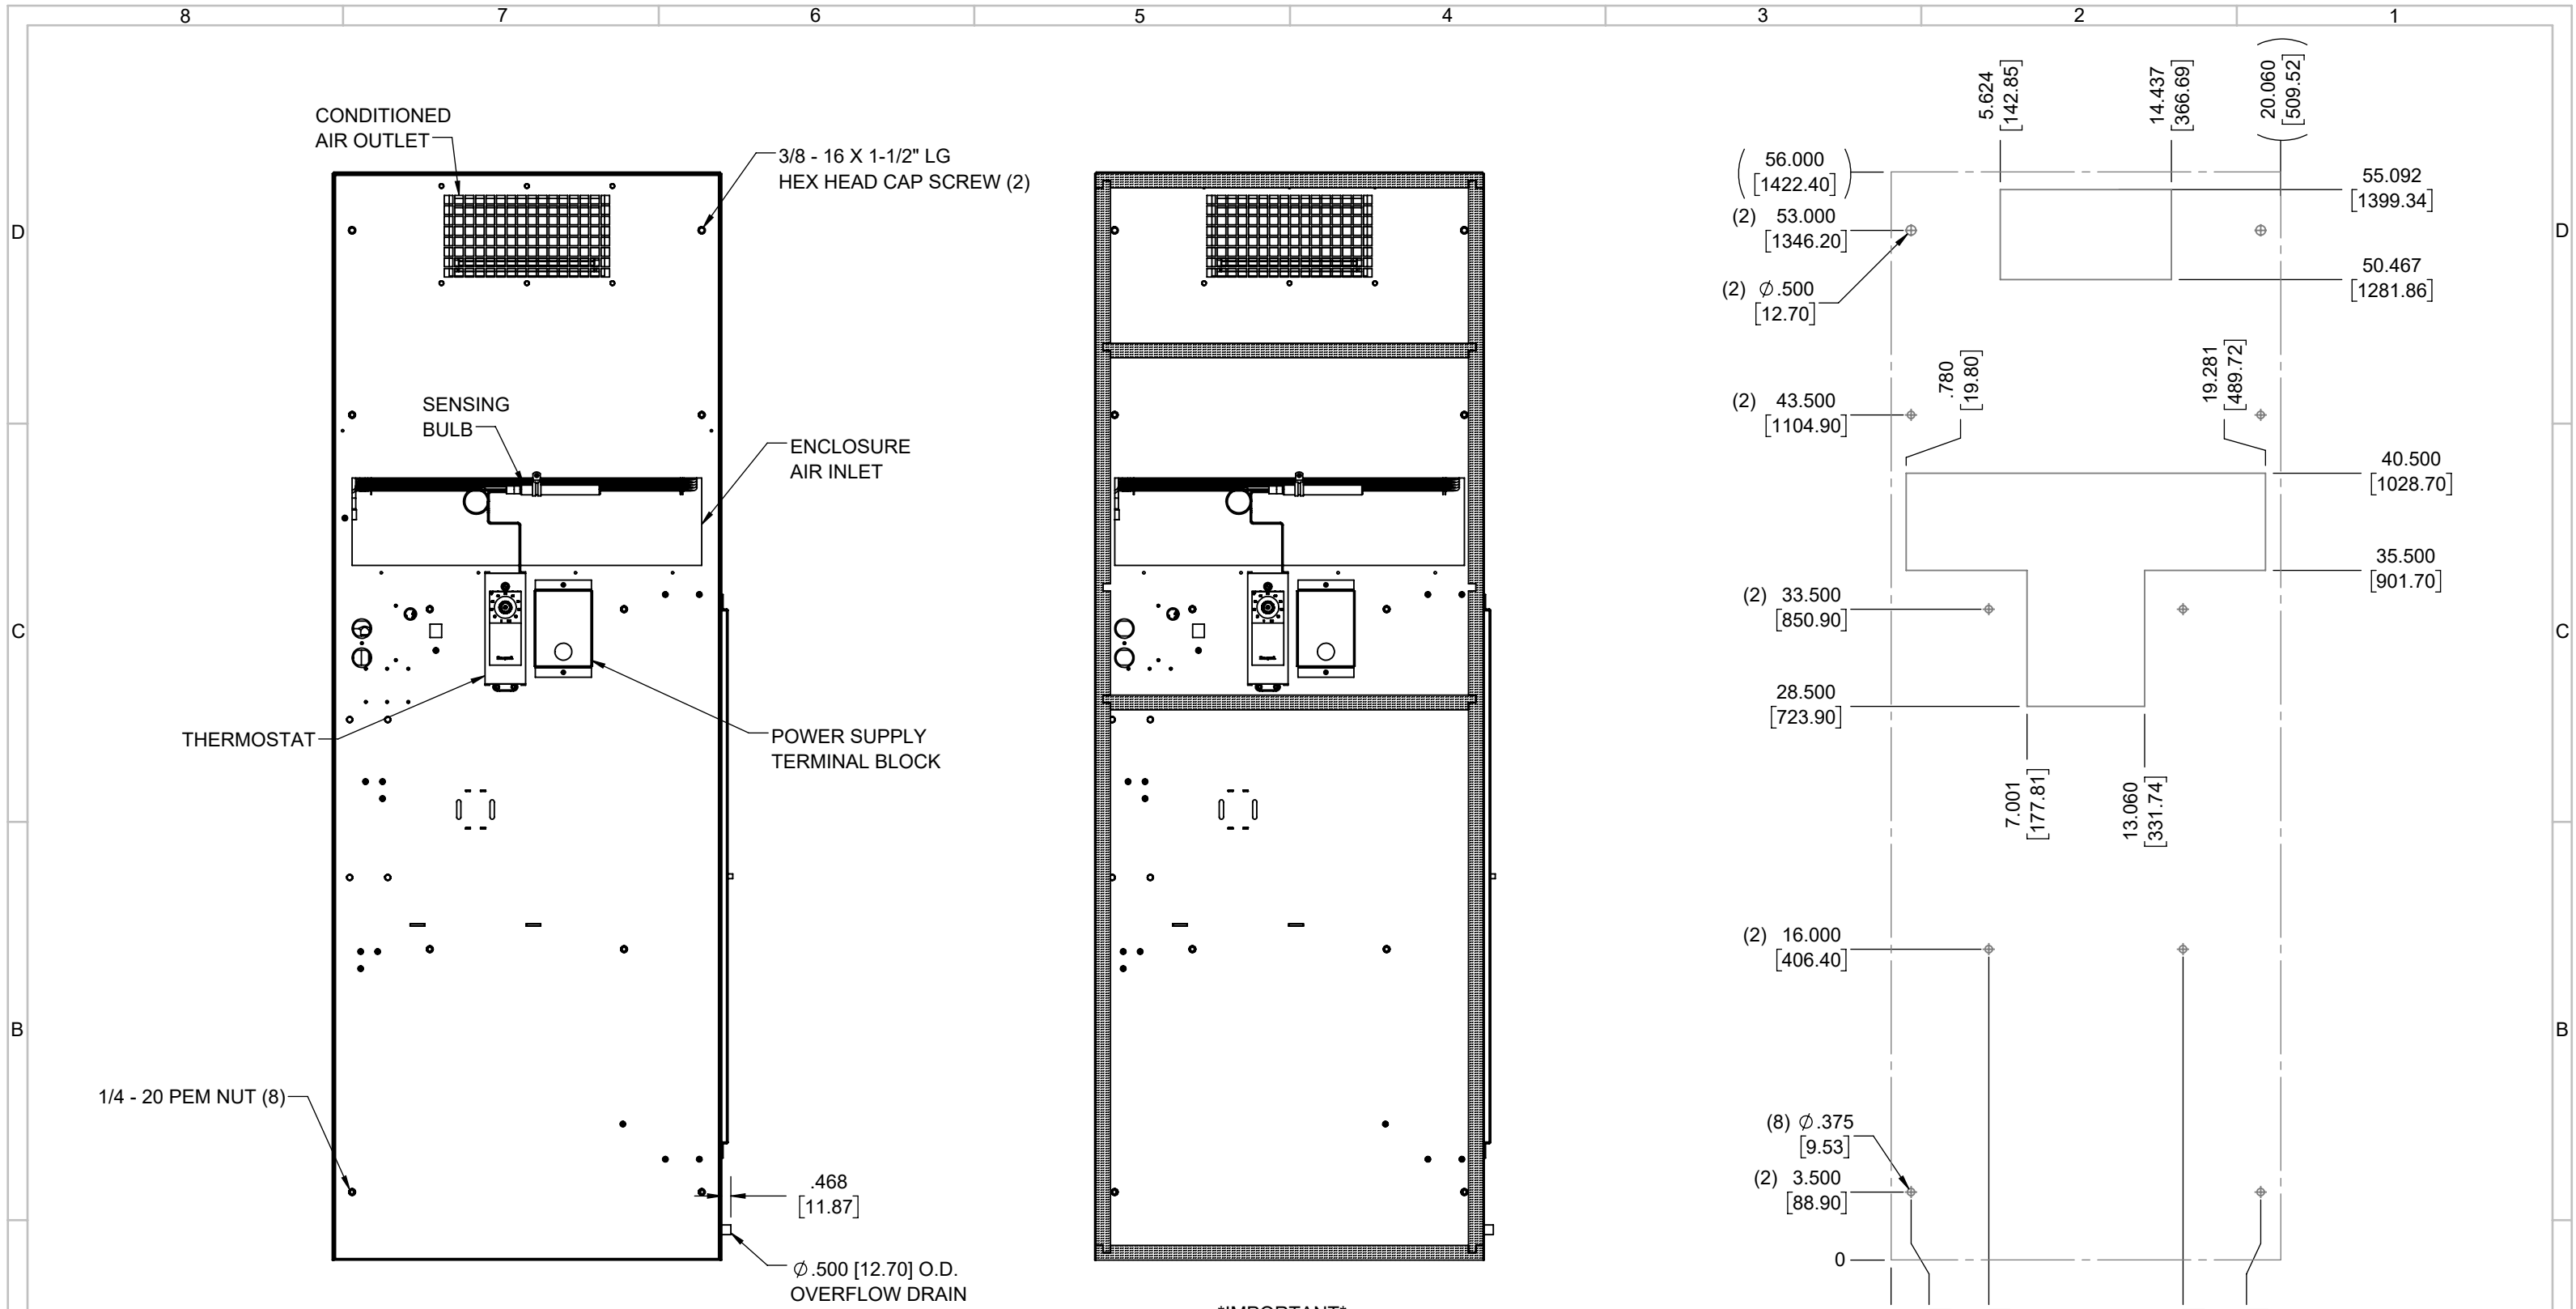 8 7 6 5 4 3 2 1
D
C
B
CONDITIONED
AIR OUTLET
3/8 - 16 X 1-1/2" LG
HEX HEAD CAP SCREW (2)
SENSING
BULB
ENCLOSURE
AIR INLET
THERMOSTAT
POWER SUPPLY
TERMINAL BLOCK
1/4 - 20 PEM NUT (8)
.468
[11.87]
⌀.500 [12.70] O.D.
OVERFLOW DRAIN
*IMPORTANT*
5.624
[142.85]
14.437
[366.69]
(20.060
[509.52])
(56.000
[1422.40])
55.092
[1399.34]
(2) 53.000
[1346.20]
50.467
[1281.86]
(2) ⌀.500
[12.70]
.780
[19.80]
19.281
[489.72]
(2) 43.500
[1104.90]
40.500
[1028.70]
35.500
[901.70]
(2) 33.500
[850.90]
28.500
[723.90]
7.001
[177.81]
13.060
[331.74]
(2) 16.000
[406.40]
(8) ⌀.375
[9.53]
(2) 3.500
[88.90]
0
D
C
B